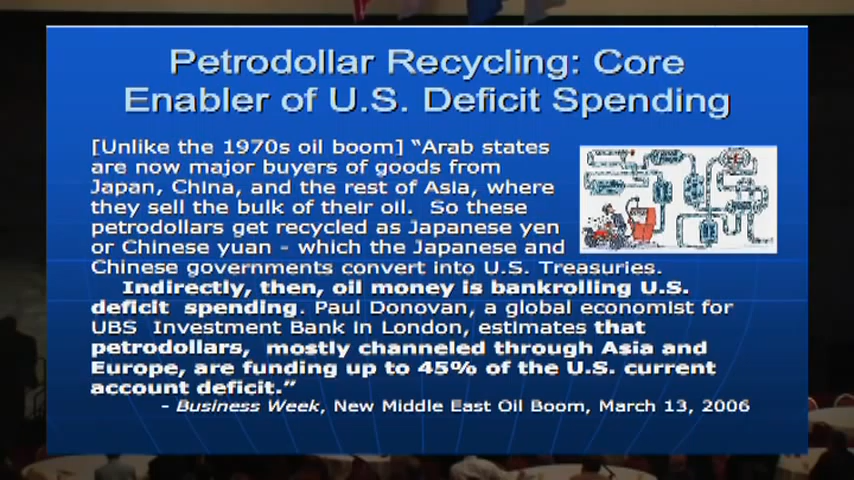 Petrodollar Recycling: Core
Enabler of U.S. Deficit Spending
[Unlike the 1970s oil boom] “Arab states
are now major buyers of goods from
Japan, China, and the rest of Asia, where
they sell the bulk of their oil. So these
petrodollars get recycled as Japanese yen
or Chinese yuan - which the Japanese and
Chinese governments convert into U.S. Treasuries.
Indirectly, then, oil money is bankrolling U.S.
deficit spending. Paul Donovan, a global economist for
UBS Investment Bank in London, estimates that
petrodollars, mostly channeled through Asia and
Europe, are funding up to 45% of the U.S. current
account deficit.”
- Business Week, New Middle East Oil Boom, March 13, 2006